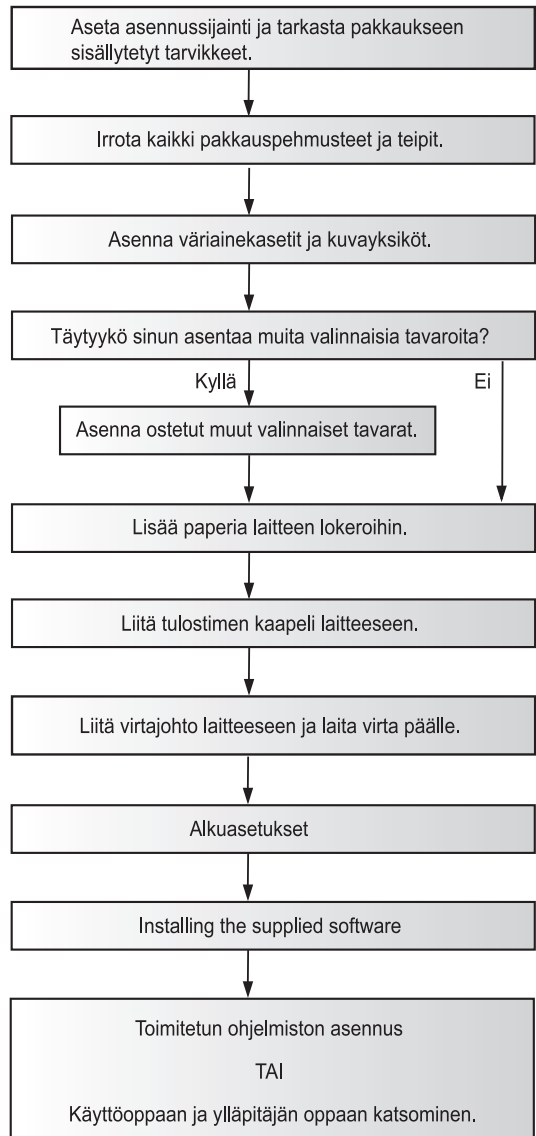 Aseta asennussijainti ja tarkasta pakkaukseen
sisällytetyt tarvikkeet.
Irrota kaikki pakkauspehmusteet ja teipit.
Asenna väriainekasetit ja kuvayksiköt.
Täytyykö sinun asentaa muita valinnaisia tavaroita?
Kyllä
Ei
Asenna ostetut muut valinnaiset tavarat.
Lisää paperia laitteen lokeroihin.
Liitä tulostimen kaapeli laitteeseen.
Liitä virtajohto laitteeseen ja laita virta päälle.
Alkuasetukset
Installing the supplied software
Toimitetun ohjelmiston asennus
TAI
Käyttöoppaan ja ylläpitäjän oppaan katsominen.